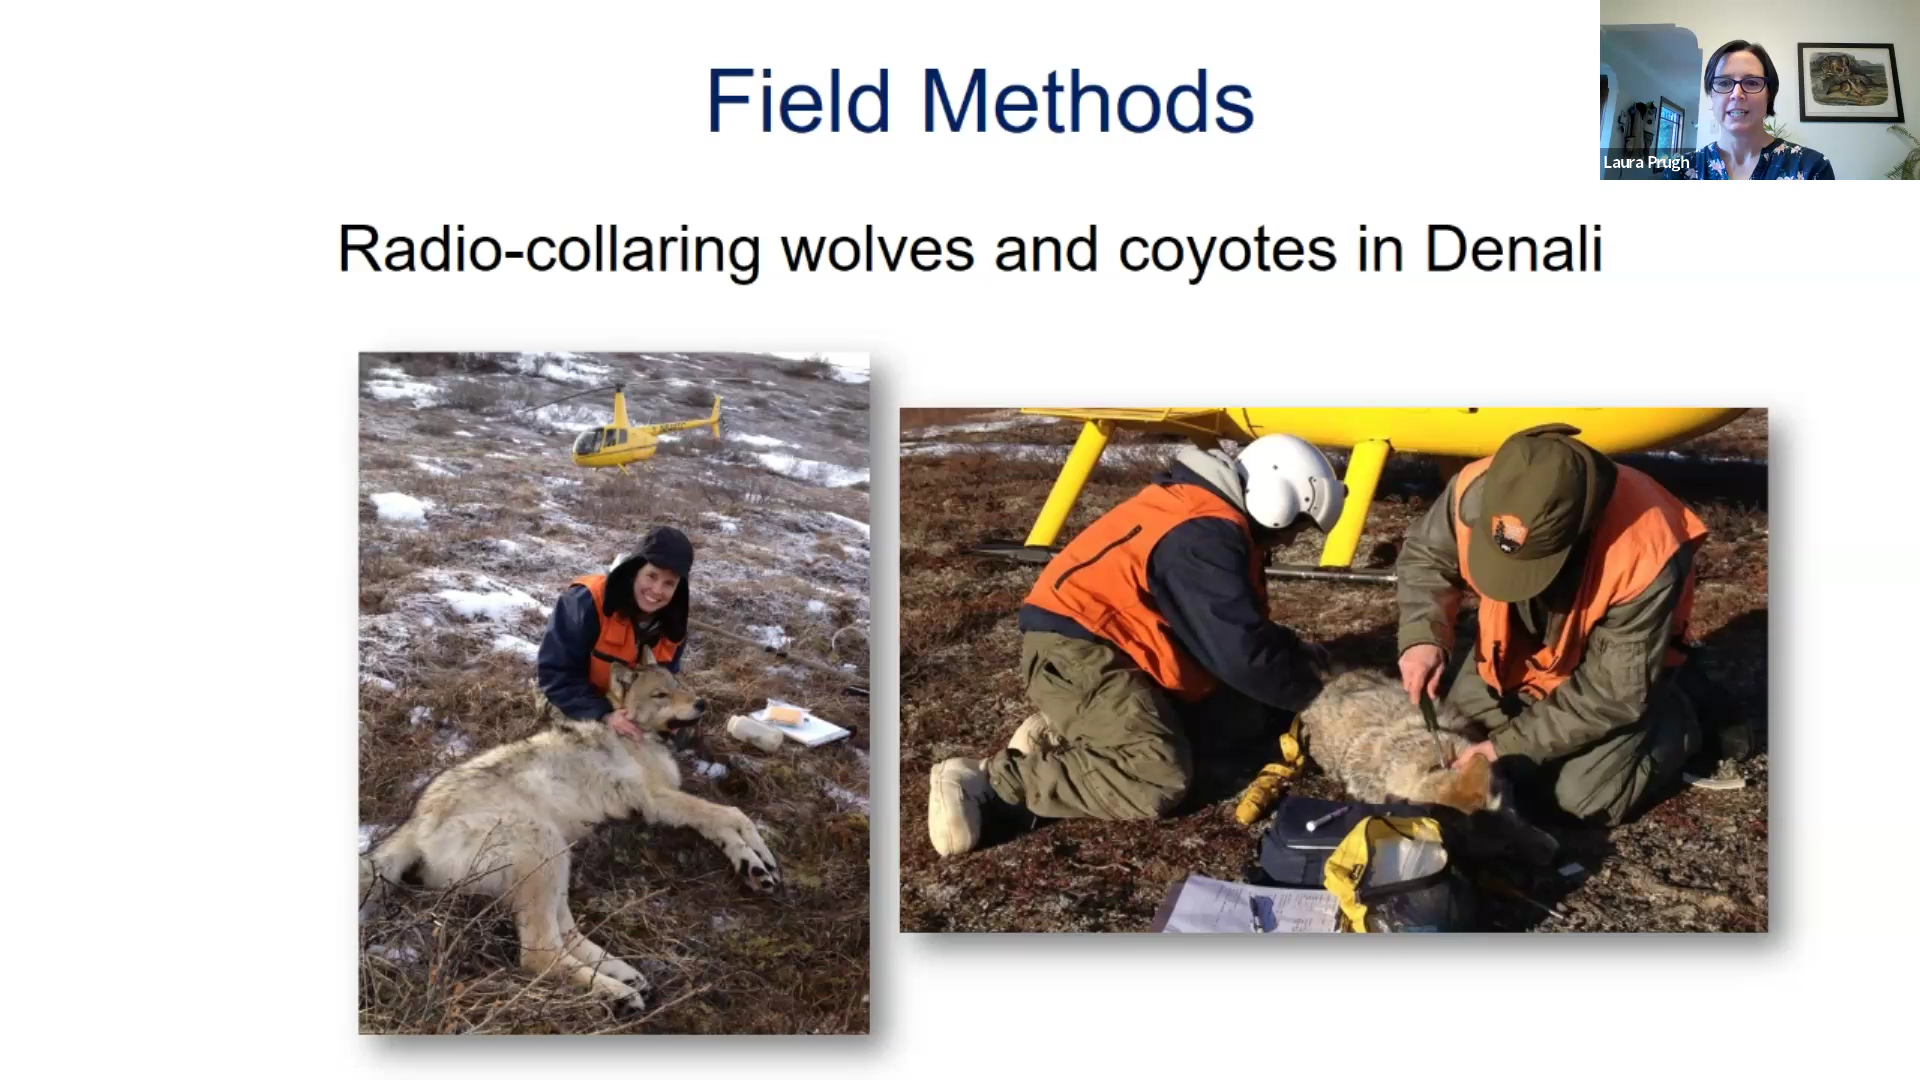 Field Methods
Laura Prugh
Radio-collaring wolves and coyotes in Denali